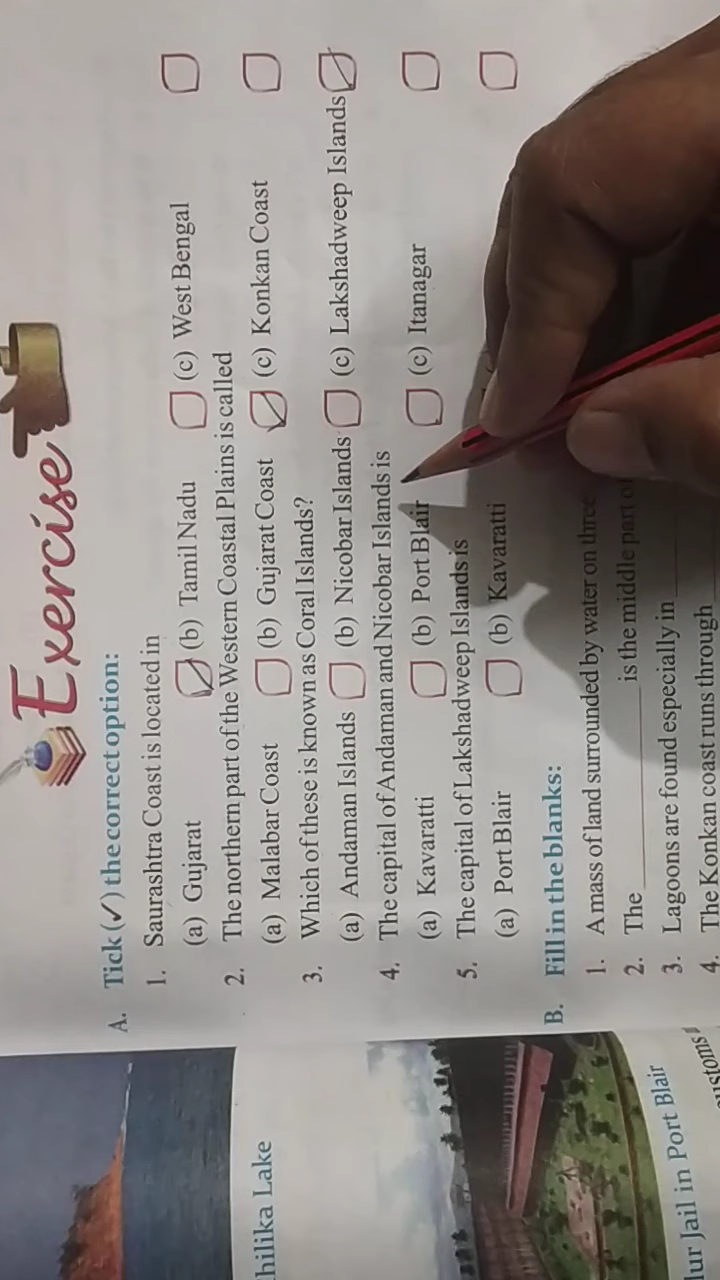 Exercise
A. Tick (✓) the correct option:
1. Saurashtra Coast is located in
(a) Gujarat (b) Tamil Nadu (c) West Bengal
2. The northern part of the Western Coastal Plains is called
(a) Malabar Coast (b) Gujarat Coast (c) Konkan Coast
3. Which of these is known as Coral Islands?
(a) Andaman Islands (b) Nicobar Islands (c) Lakshadweep Islands
4. The capital of Andaman and Nicobar Islands is
(a) Kavaratti (b) Port Blair (c) Itanagar
5. The capital of Lakshadweep Islands is
(a) Port Blair (b) Kavaratti
B. Fill in the blanks:
1. A mass of land surrounded by water on three
2. The ____________ is the middle part
3. Lagoons are found especially in ________
4. The Konkan coast runs through ________
hilika Lake
lur Jail in Port Blair
ustoms